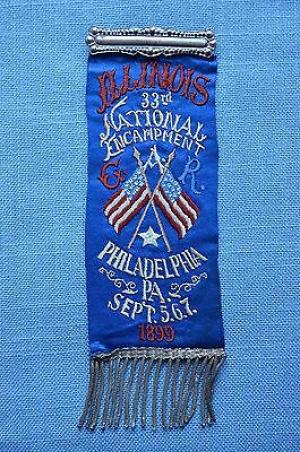 ILLINOIS
33rd
NATIONAL
ENCAMPMENT
G. A. R.
PHILADELPHIA
PA.
SEPT. 5.6.7.
1899